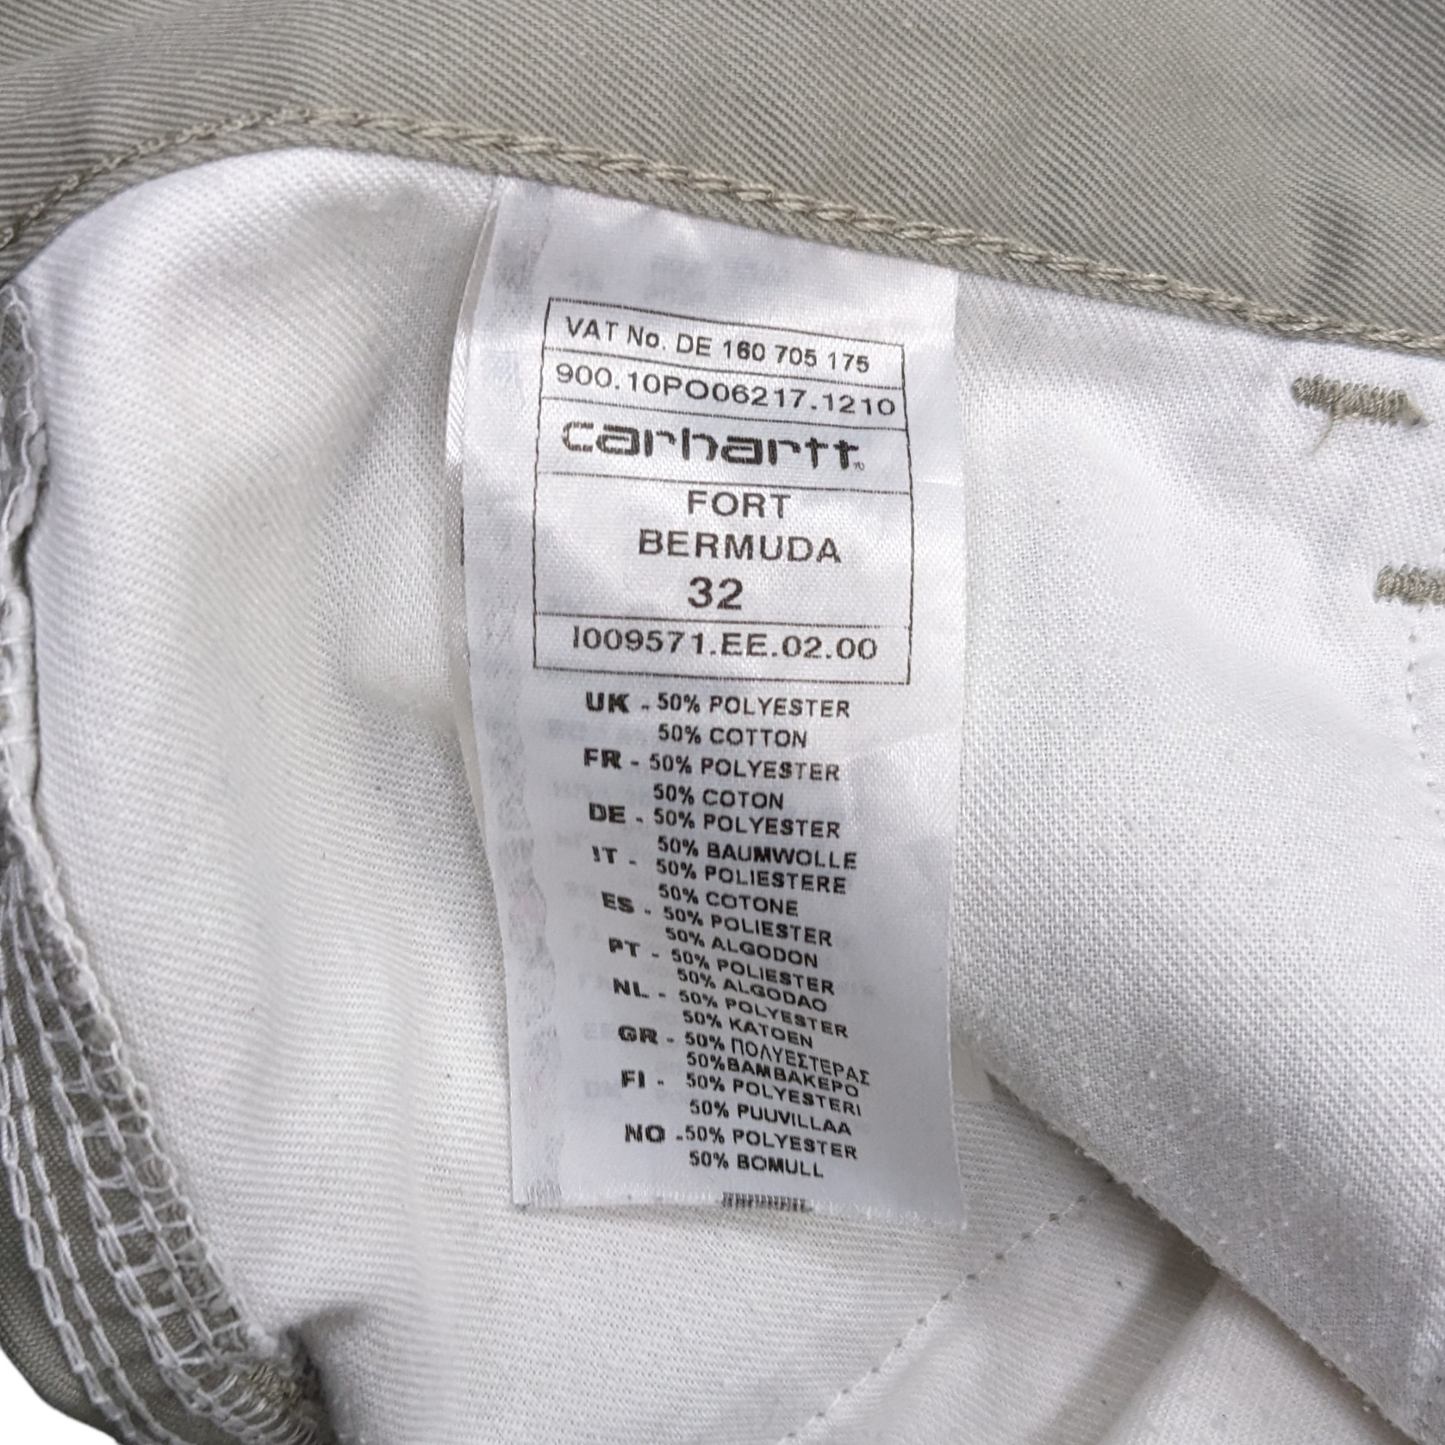 VAT No. DE 160 705 175
900.10PO06217.1210
carhartt
FORT
BERMUDA
32
I009571.EE.02.00
UK - 50% POLYESTER
50% COTTON
FR - 50% POLYESTER
50% COTON
DE - 50% POLYESTER
50% BAUMWOLLE
IT - 50% POLIESTERE
50% COTONE
ES - 50% POLIESTER
50% ALGODON
PT - 50% POLIESTER
50% ALGODAO
NL - 50% POLYESTER
50% KATOEN
GR - 50% ΠΟΛΥΕΣΤΕΡΑΣ
50%ΒΑΜΒΑΚΕΡΟ
FI - 50% POLYESTERI
50% PUUVILLAA
NO -50% POLYESTER
50% BOMULL